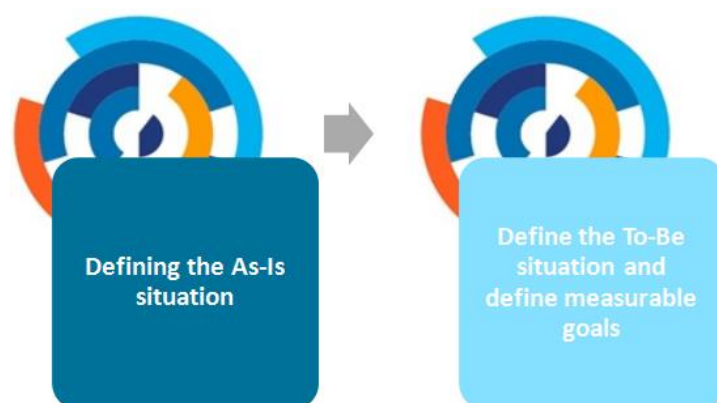 Defining the As-Is
situation
Define the To-Be
situation and
define measurable
goals